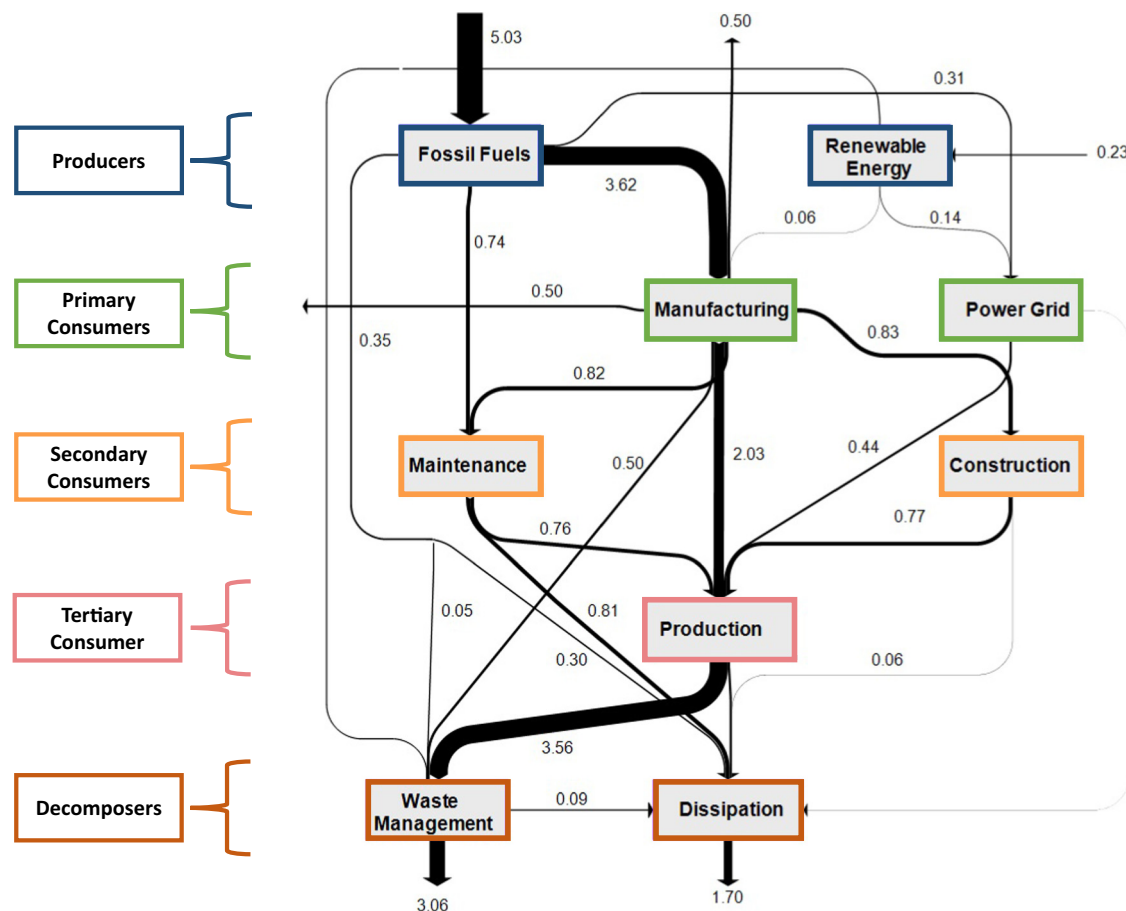 0.50
5.03
0.31
Producers
Fossil Fuels
Renewable
Energy
0.23
3.62
0.06
0.14
0.74
Primary
Consumers
0.50
Manufacturing
Power Grid
0.35
0.83
0.82
Secondary
Consumers
Maintenance
0.50
2.03
0.44
Construction
0.76
0.77
Tertiary
Consumer
0.05
0.81
Production
0.30
0.06
3.56
Decomposers
Waste
Management
0.09
Dissipation
3.06
1.70